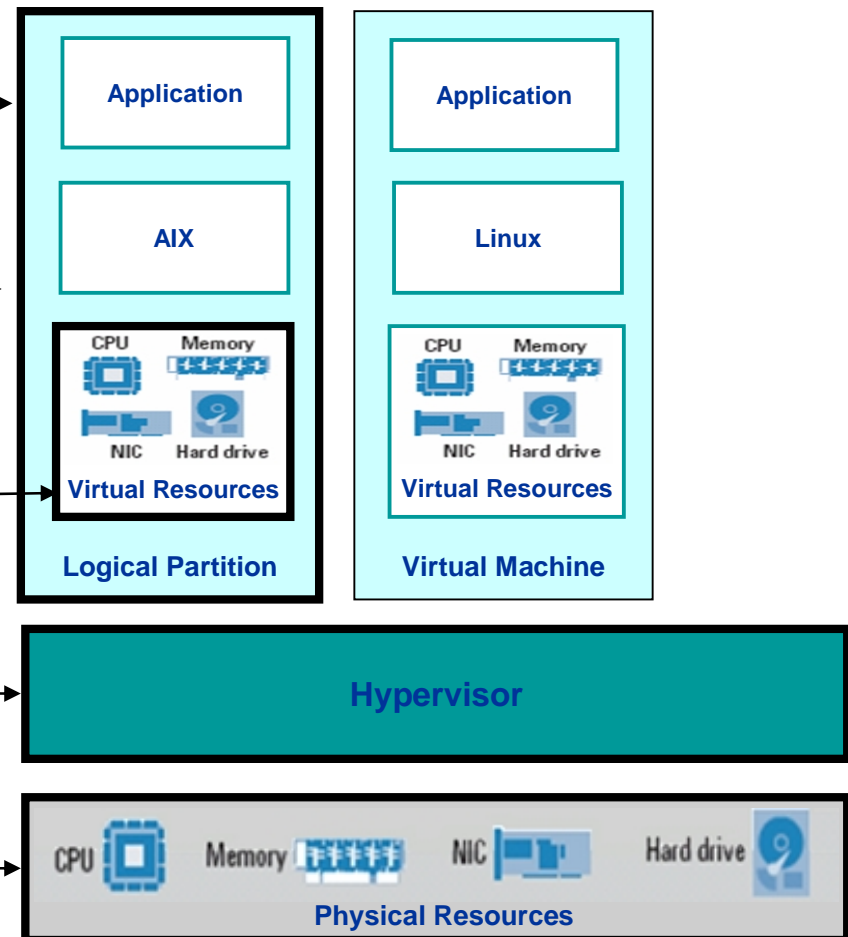 Application
AIX
CPU Memory
NIC Hard drive
Virtual Resources
Logical Partition
Application
Linux
CPU Memory
NIC Hard drive
Virtual Resources
Virtual Machine
Hypervisor
CPU Memory NIC Hard drive
Physical Resources